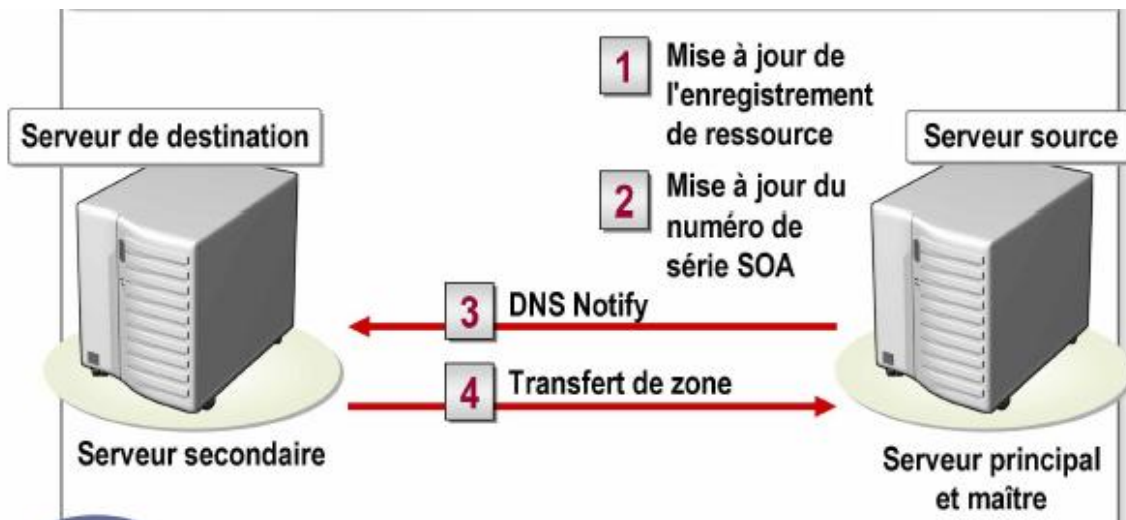 1
Mise à jour de
l'enregistrement
de ressource
Serveur de destination
Serveur source
2
Mise à jour du
numéro de
série SOA
3
DNS Notify
4
Transfert de zone
Serveur secondaire
Serveur principal
et maître